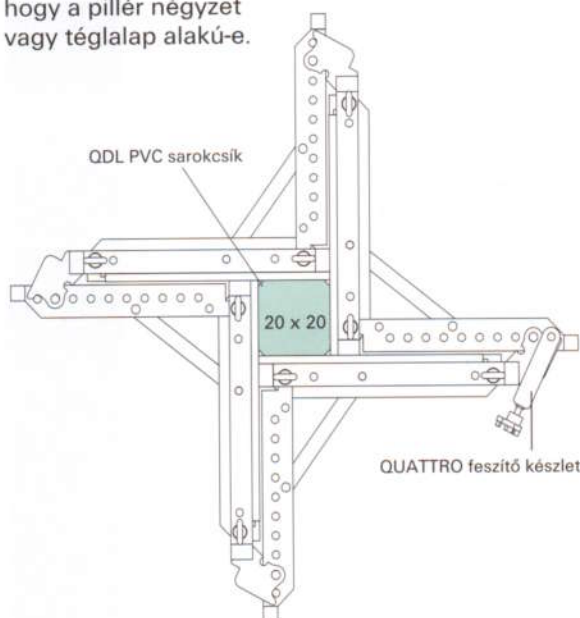 hogy a pillér négyzet
vagy téglalap alakú-e.
QDL PVC sarokcsík
20 x 20
QUATTRO feszítő készlet